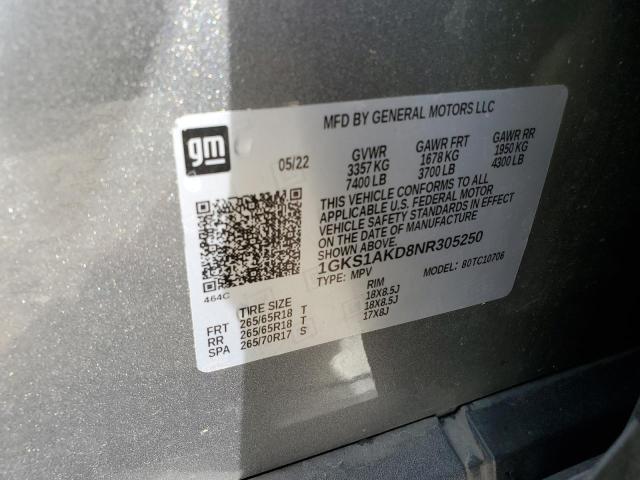 MFD BY GENERAL MOTORS LLC
gm
05/22
GVWR
3357 KG
7400 LB
GAWR FRT
1678 KG
3700 LB
GAWR RR
1950 KG
4300 LB
THIS VEHICLE CONFORMS TO ALL
APPLICABLE U.S. FEDERAL MOTOR
VEHICLE SAFETY STANDARDS IN EFFECT
ON THE DATE OF MANUFACTURE
SHOWN ABOVE.
1GKS1AKD8NR305250
TYPE: MPV
MODEL: 80TC10706
464C
TIRE SIZE RIM
FRT 265/65R18 T 18X8.5J
RR 265/65R18 T 18X8.5J
SPA 265/70R17 S 17X8J